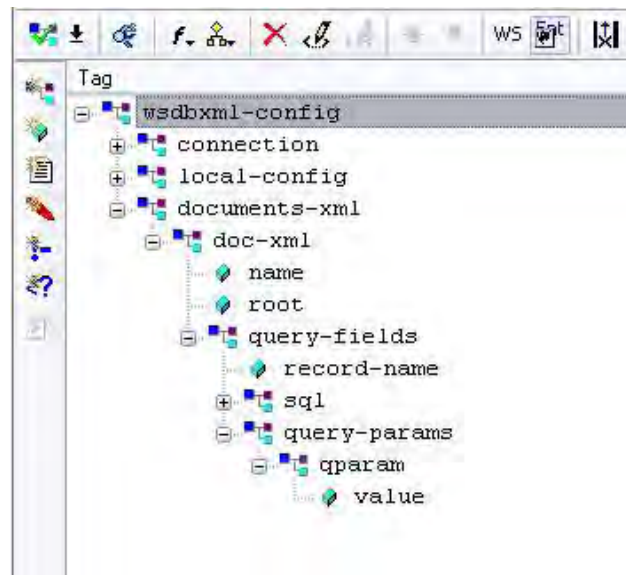 WS Ent
Tag
wsdbxml-config
connection
local-config
documents-xml
doc-xml
name
root
query-fields
record-name
sql
query-params
qparam
value